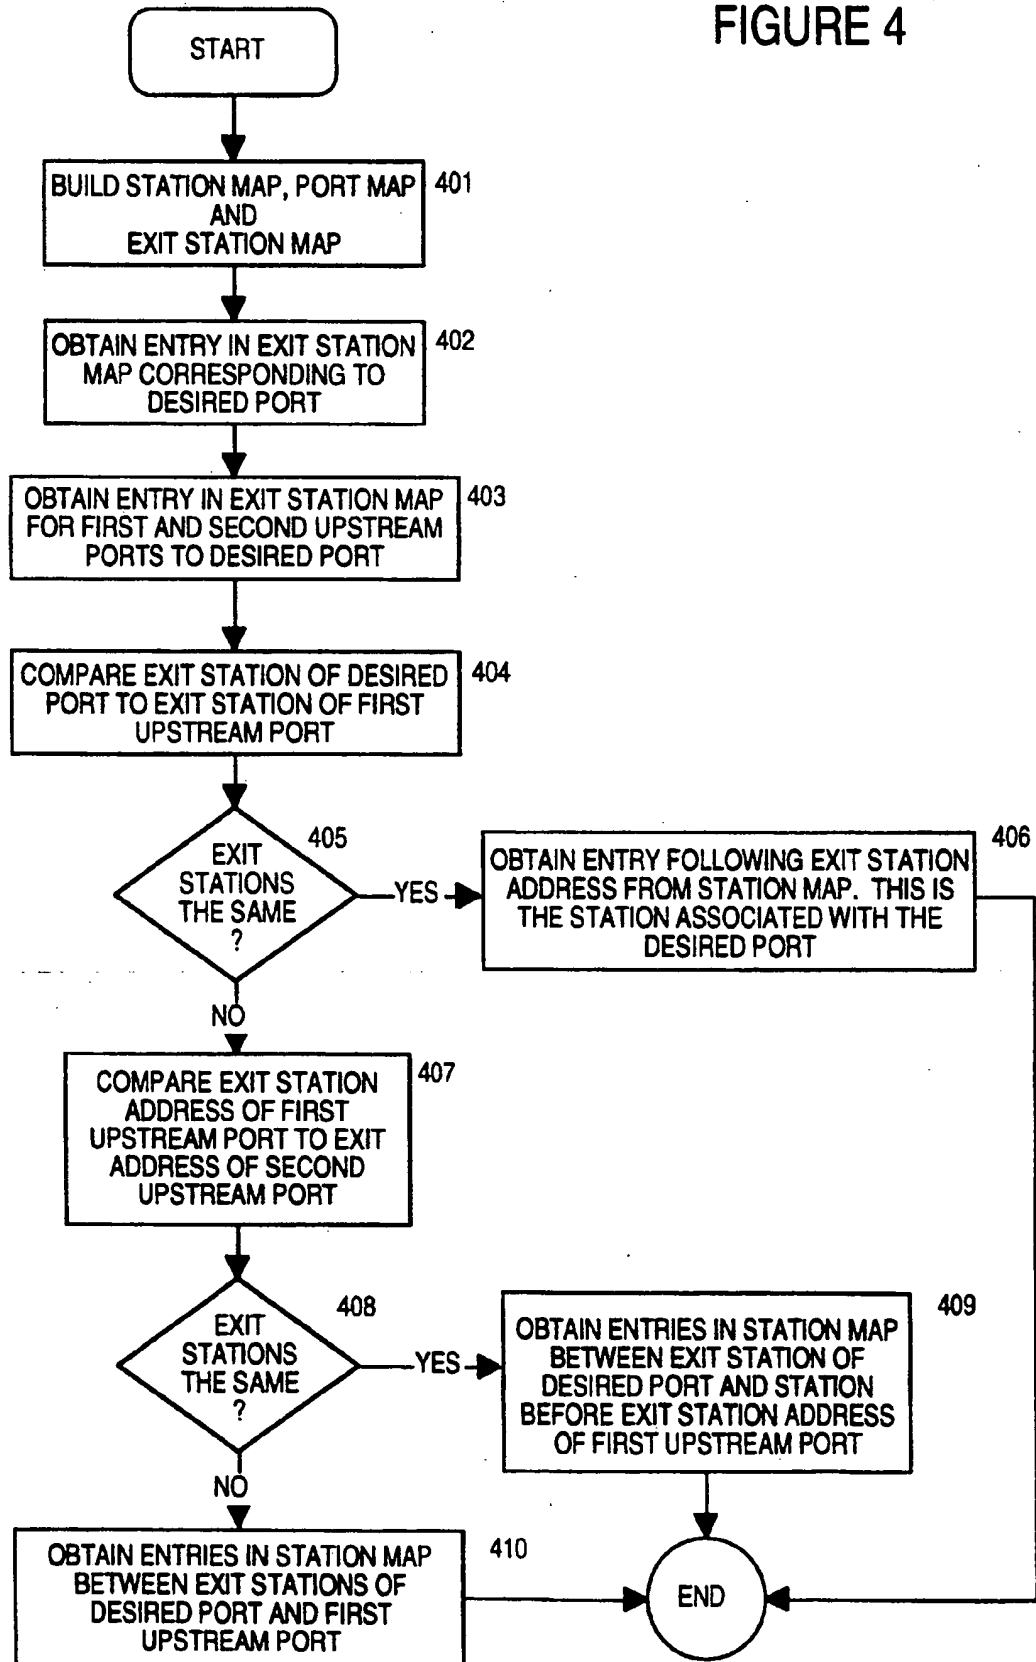 FIGURE 4
START
BUILD STATION MAP, PORT MAP
AND
EXIT STATION MAP
401
OBTAIN ENTRY IN EXIT STATION
MAP CORRESPONDING TO
DESIRED PORT
402
OBTAIN ENTRY IN EXIT STATION MAP
FOR FIRST AND SECOND UPSTREAM
PORTS TO DESIRED PORT
403
COMPARE EXIT STATION OF DESIRED
PORT TO EXIT STATION OF FIRST
UPSTREAM PORT
404
EXIT
STATIONS
THE SAME
?
405
YES
OBTAIN ENTRY FOLLOWING EXIT STATION
ADDRESS FROM STATION MAP. THIS IS
THE STATION ASSOCIATED WITH THE
DESIRED PORT
406
NO
COMPARE EXIT STATION
ADDRESS OF FIRST
UPSTREAM PORT TO EXIT
ADDRESS OF SECOND
UPSTREAM PORT
407
EXIT
STATIONS
THE SAME
?
408
YES
OBTAIN ENTRIES IN STATION MAP
BETWEEN EXIT STATION OF
DESIRED PORT AND STATION
BEFORE EXIT STATION ADDRESS
OF FIRST UPSTREAM PORT
409
NO
OBTAIN ENTRIES IN STATION MAP
BETWEEN EXIT STATIONS OF
DESIRED PORT AND FIRST
UPSTREAM PORT
410
END